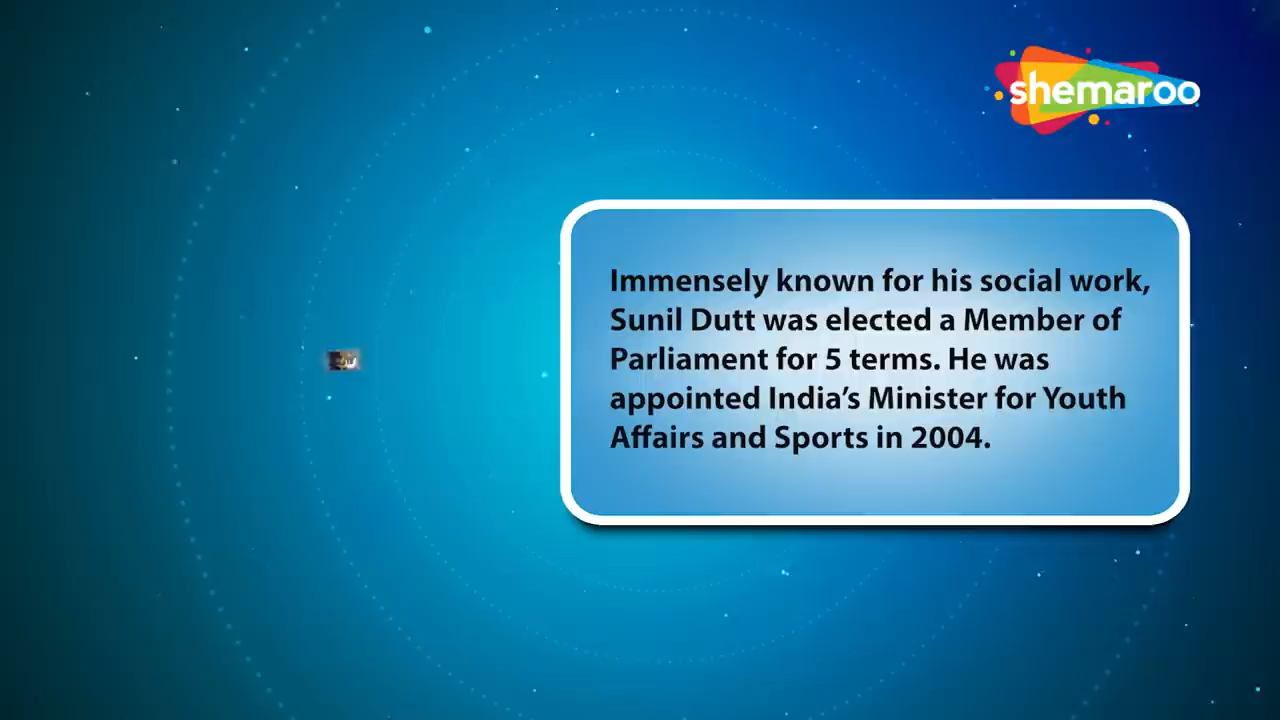 shemaroo
Immensely known for his social work,
Sunil Dutt was elected a Member of
Parliament for 5 terms. He was
appointed India’s Minister for Youth
Affairs and Sports in 2004.